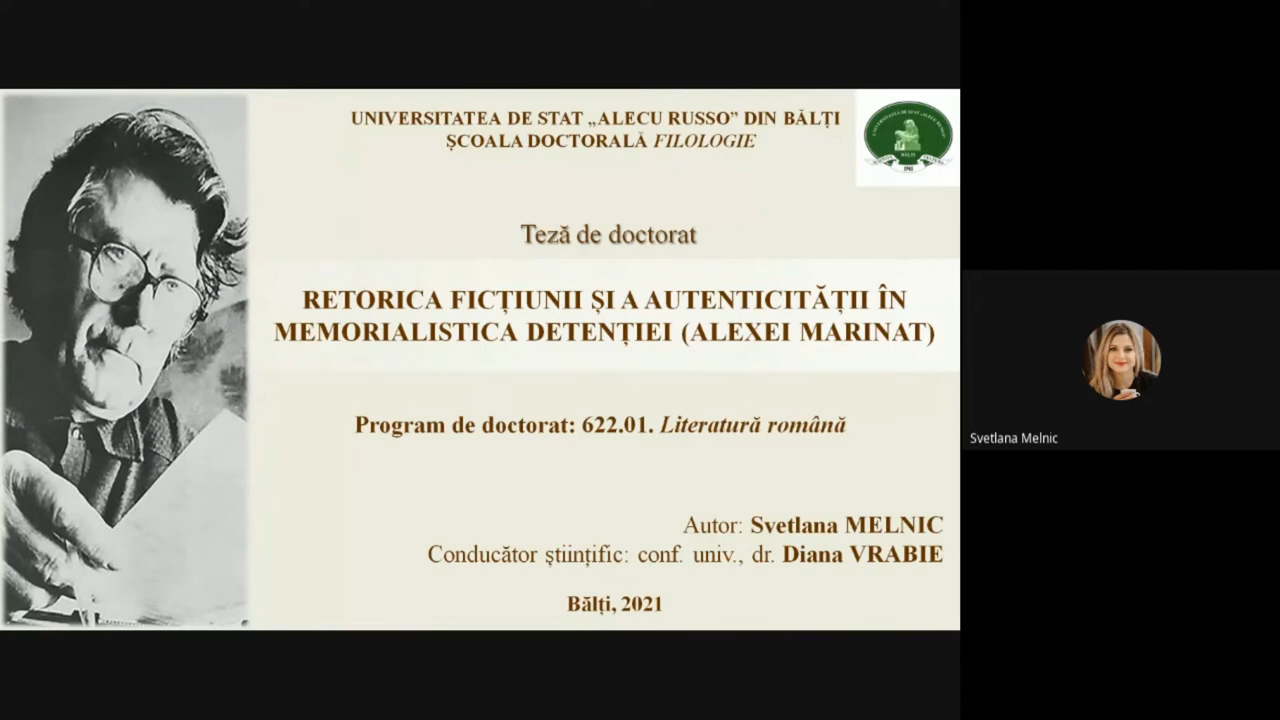 UNIVERSITATEA DE STAT „ALECU RUSSO” DIN BĂLȚI
ȘCOALA DOCTORALĂ FILOLOGIE
Teză de doctorat
RETORICA FICȚIUNII ȘI A AUTENTICITĂȚII ÎN
MEMORIALISTICA DETENȚIEI (ALEXEI MARINAT)
Program de doctorat: 622.01. Literatură română
Autor: Svetlana MELNIC
Conducător științific: conf. univ., dr. Diana VRABIE
Bălți, 2021
Svetlana Melnic